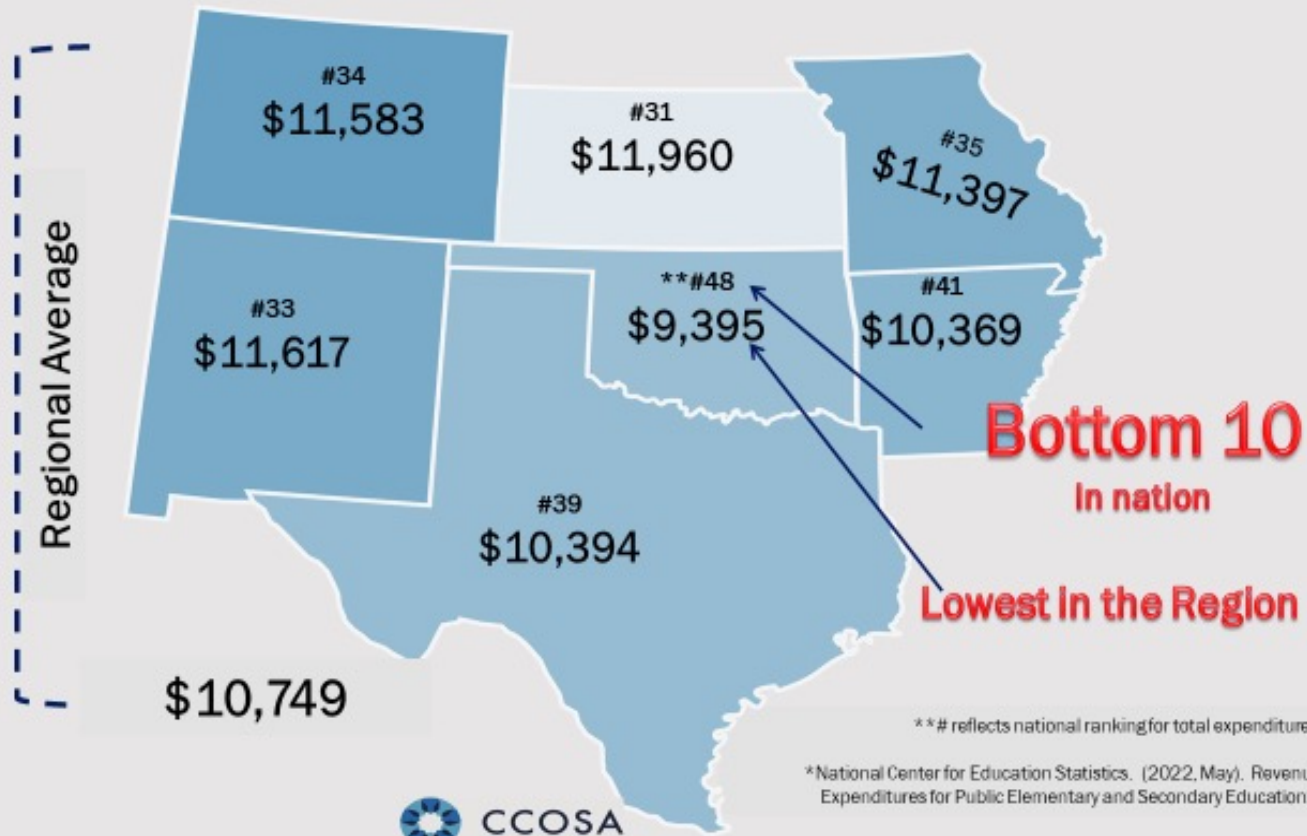 #34
$11,583
#31
$11,960
#35
$11,397
#33
$11,617
**#48
$9,395
#41
$10,369
Regional Average
Bottom 10
in nation
#39
$10,394
Lowest in the Region
$10,749
**# reflects national ranking for total expenditure
*National Center for Education Statistics. (2022, May). Revenu
Expenditures for Public Elementary and Secondary Education
CCOSA